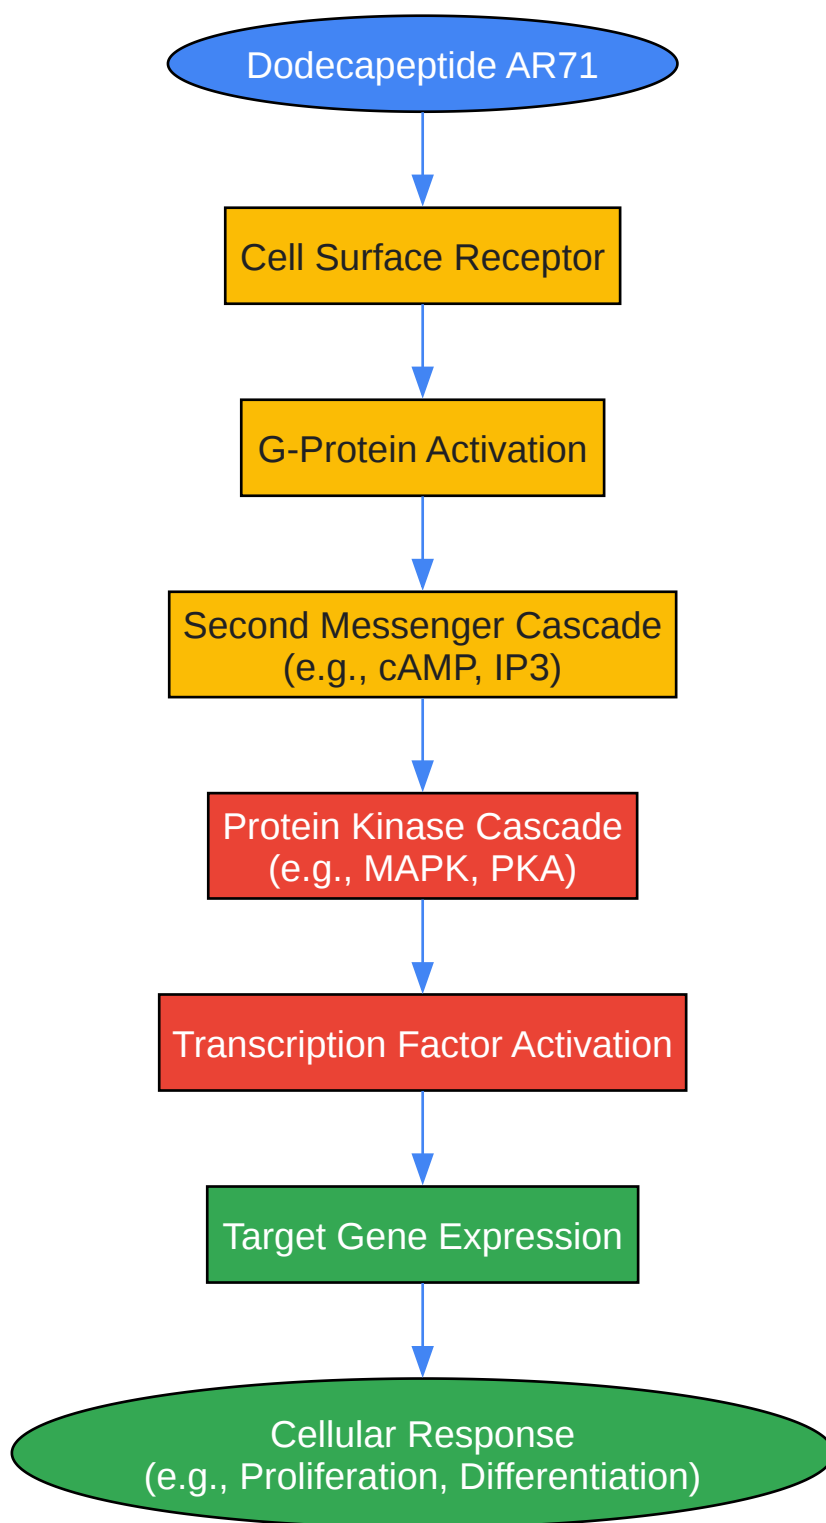 Dodecapeptide AR71
Cell Surface Receptor
G-Protein Activation
Second Messenger Cascade
(e.g., cAMP, IP3)
Protein Kinase Cascade
(e.g., MAPK, PKA)
Transcription Factor Activation
Target Gene Expression
Cellular Response
(e.g., Proliferation, Differentiation)